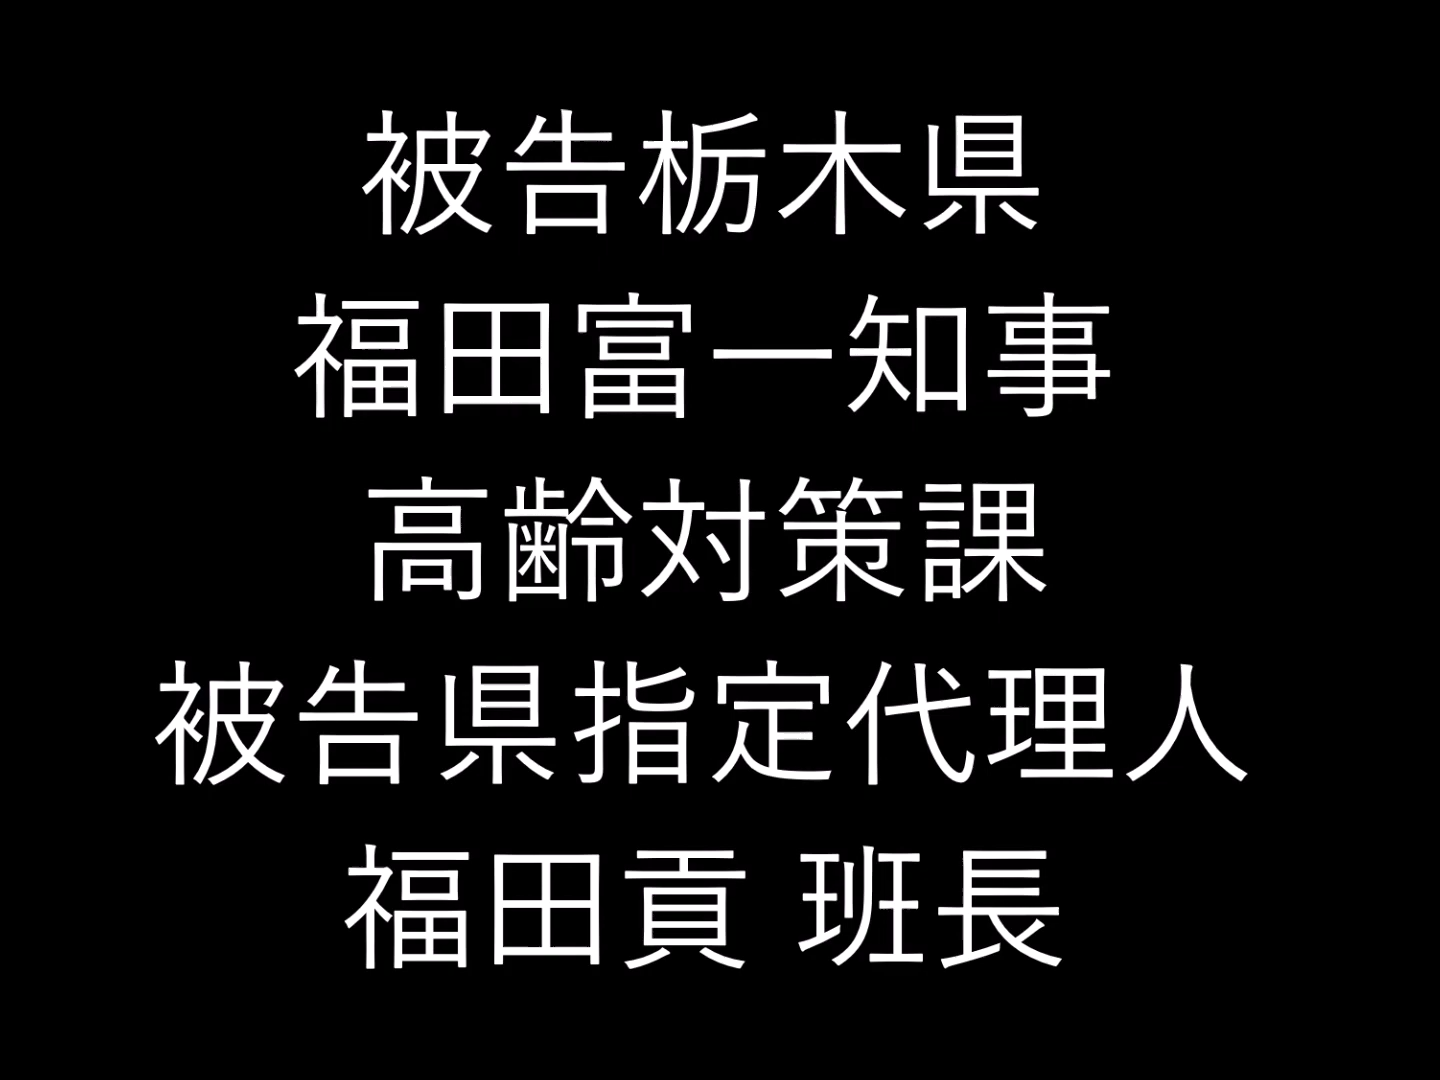 被告栃木県
福田富一知事
高齢対策課
被告県指定代理人
福田貢 班長